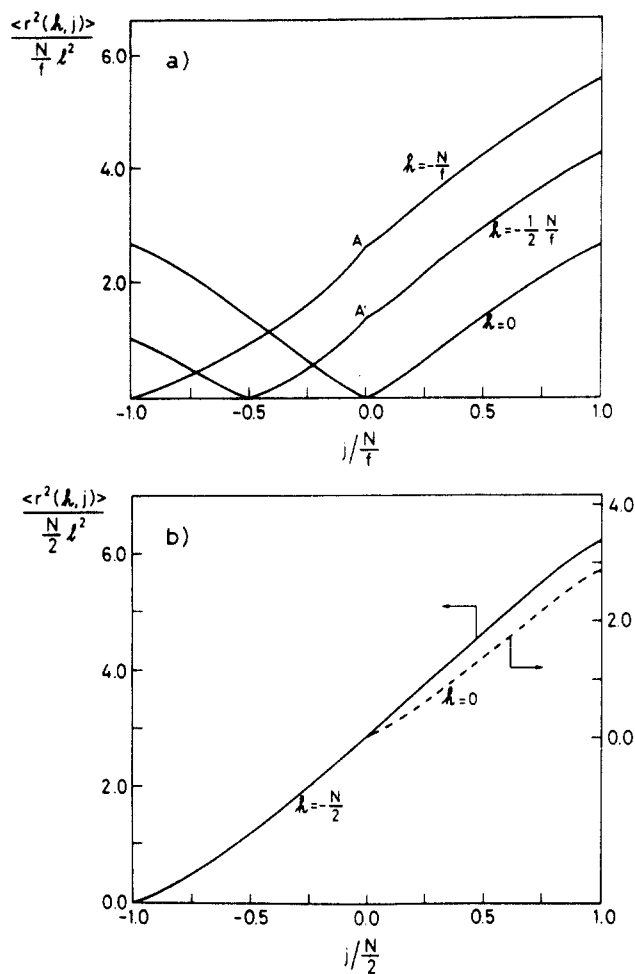 <r²(h,j)>
N/f l²
a)
6.0
4.0
2.0
h=-N/f
h=-1/2 N/f
h=0
A
A'
-1.0 -0.5 0.0 0.5 1.0
j/N/f
<r²(h,j)>
N/2 l²
b)
6.0
4.0
2.0
0.0
4.0
2.0
0.0
h=0
h=-N/2
-1.0 -0.5 0.0 0.5 1.0
j/N/2